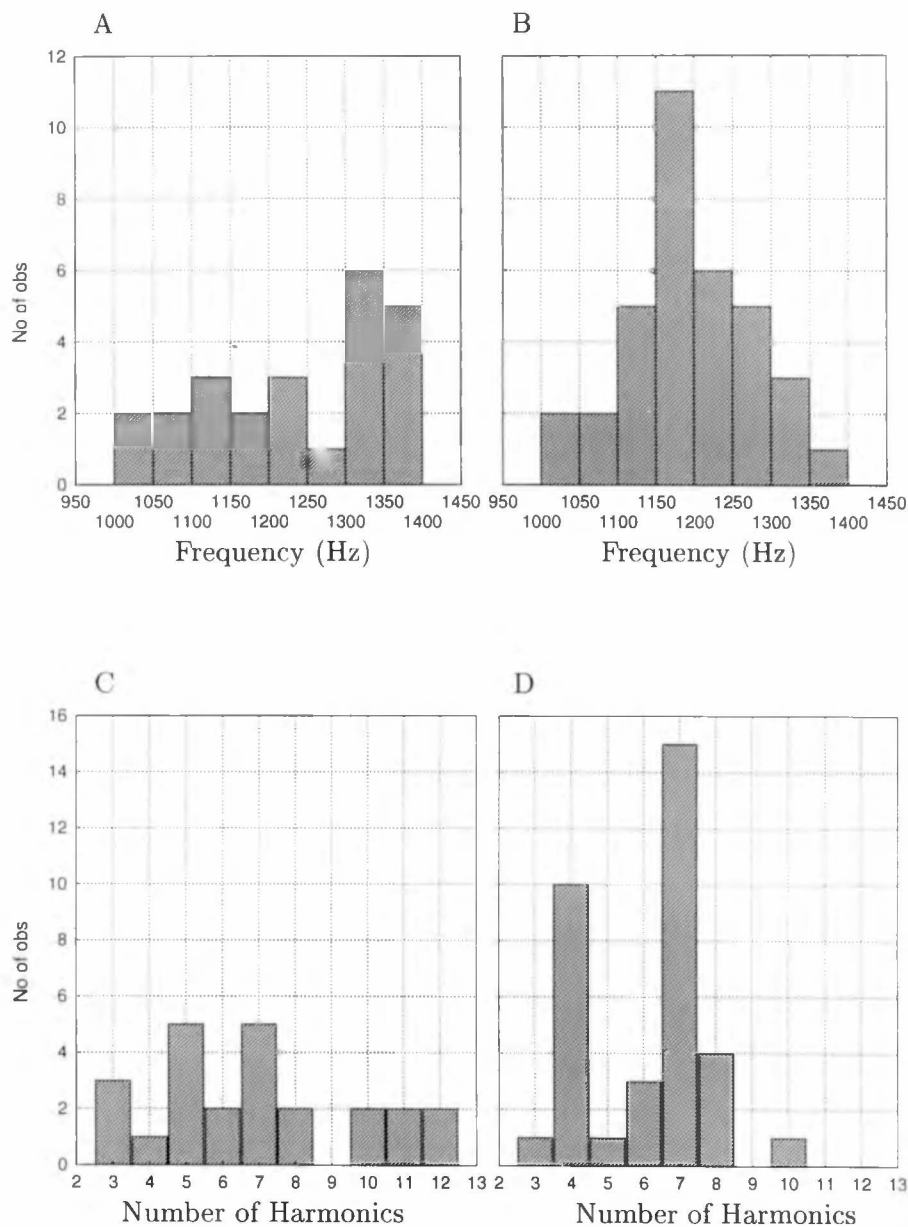 A
B
12
10
8
6
4
2
0
No of obs
950 1050 1150 1250 1350 1450
1000 1100 1200 1300 1400
Frequency (Hz)
950 1050 1150 1250 1350 1450
1000 1100 1200 1300 1400
Frequency (Hz)
C
D
16
14
12
10
8
6
4
2
0
No of obs
2 3 4 5 6 7 8 9 10 11 12 13
Number of Harmonics
2 3 4 5 6 7 8 9 10 11 12 13
Number of Harmonics